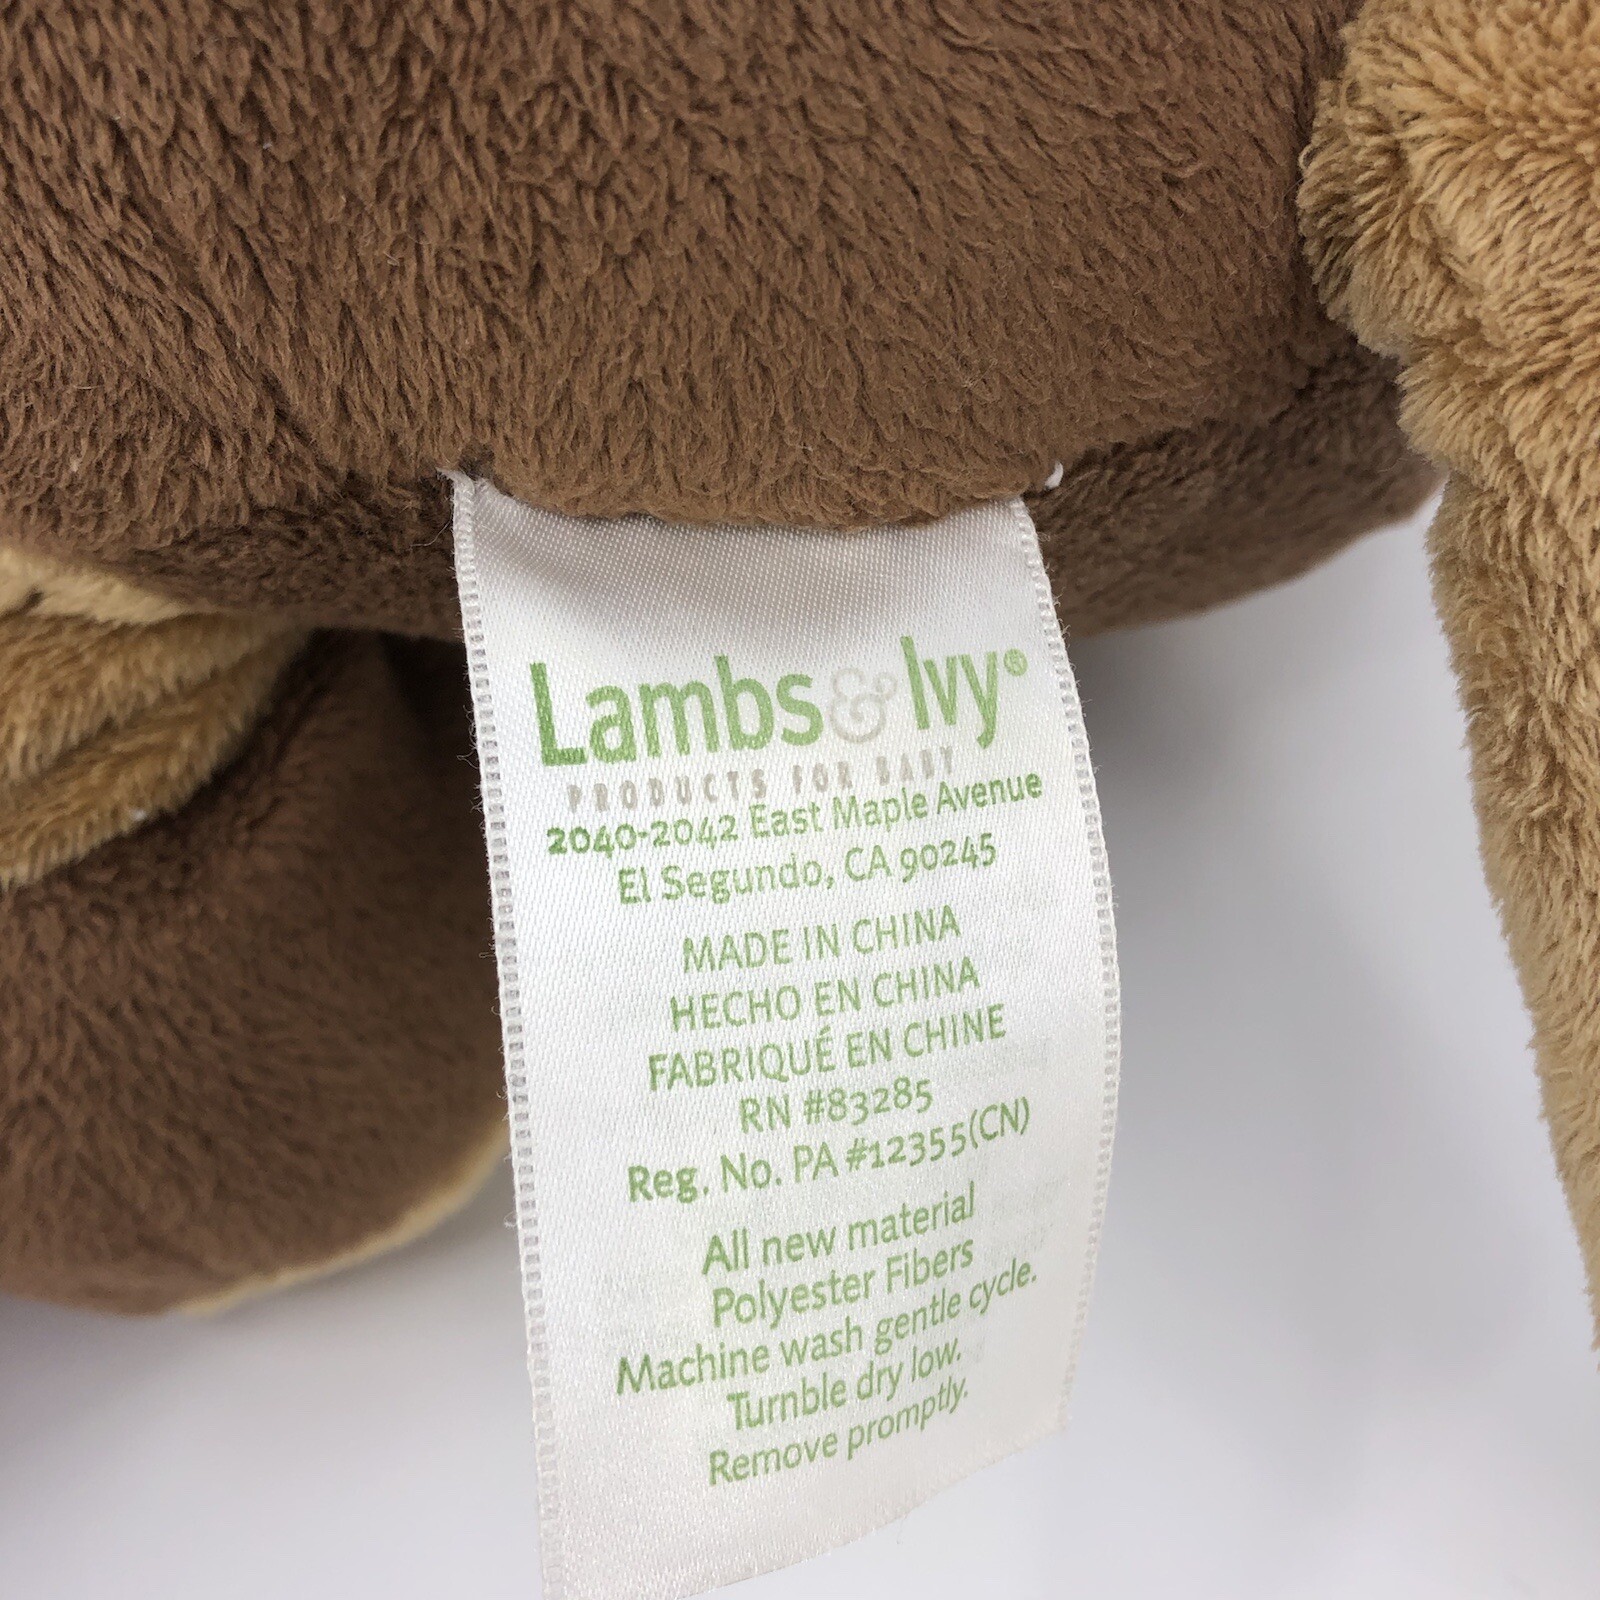 Lambs & Ivy®
PRODUCTS FOR BABY
2040-2042 East Maple Avenue
El Segundo, CA 90245
MADE IN CHINA
HECHO EN CHINA
FABRIQUÉ EN CHINE
RN #83285
Reg. No. PA #12355(CN)
All new material
Polyester Fibers
Machine wash gentle cycle.
Tumble dry low.
Remove promptly.